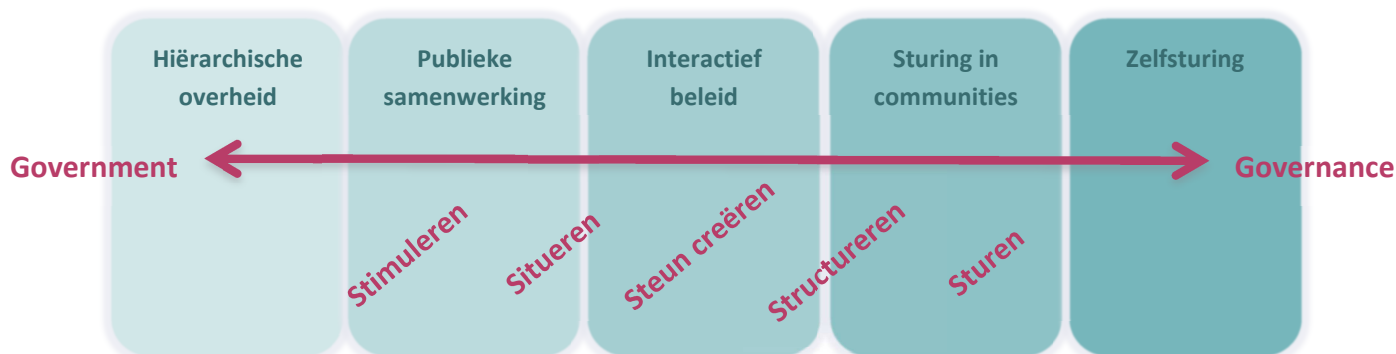 Hiërarchische
overheid
Publieke
samenwerking
Interactief
beleid
Sturing in
communities
Zelfsturing
Government
Governance
Stimuleren
Situeren
Steun creëren
Structureren
Sturen